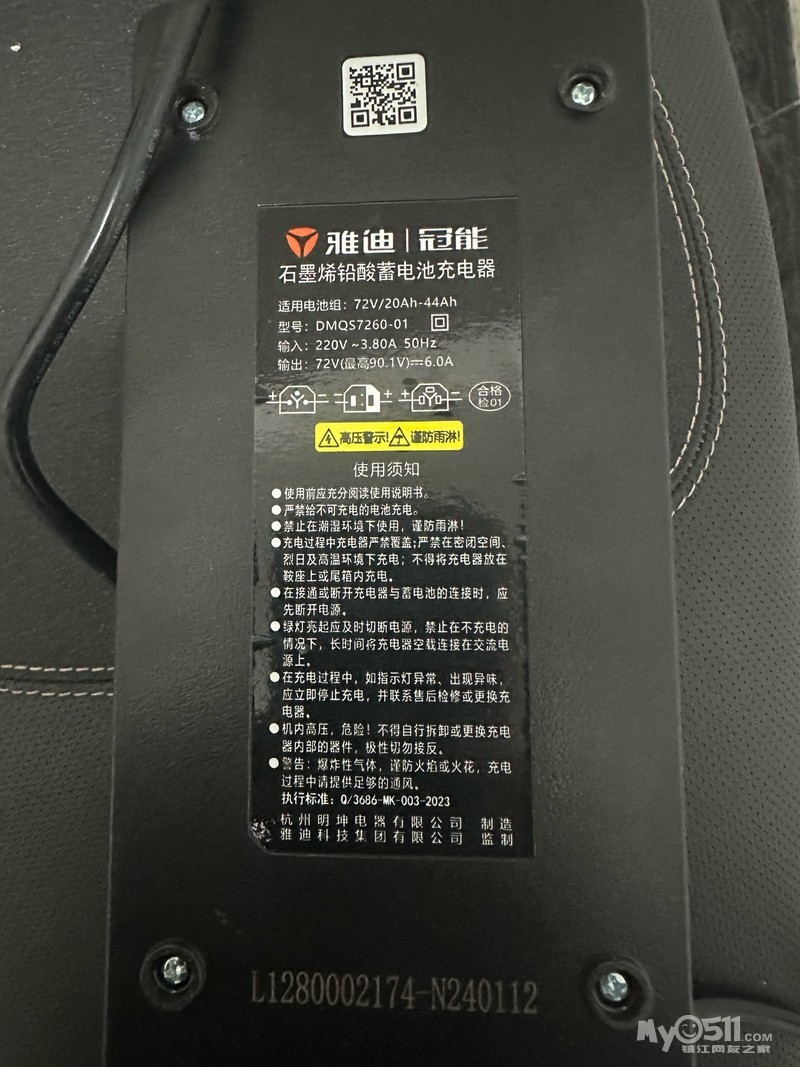 雅迪 | 冠能
石墨烯铅酸蓄电池充电器
适用电池组：72V/20Ah-44Ah
型号：DMQS7260-01
输入：220V ~3.80A 50Hz
输出：72V(最高90.1V)⎓6.0A
合格
检01
高压警示! 谨防雨淋!
使用须知
●使用前应充分阅读使用说明书。
●严禁给不可充电的电池充电。
●禁止在潮湿环境下使用，谨防雨淋!
●充电过程中充电器严禁覆盖;严禁在密闭空间、
烈日及高温环境下充电；不得将充电器放在
鞍座上或尾箱内充电。
●在接通或断开充电器与蓄电池的连接时，应
先断开电源。
●绿灯亮起应及时切断电源，禁止在不充电的
情况下，长时间将充电器空载连接在交流电
源上。
●在充电过程中，如指示灯异常、出现异味，
应立即停止充电，并联系售后检修或更换充
电器。
●机内高压，危险！不得自行拆卸或更换充电
器内部的器件，极性切勿接反。
●警告：爆炸性气体，谨防火焰或火花，充电
过程中请提供足够的通风。
执行标准：Q/3686-MK-003-2023
杭州明坤电器有限公司 制造
雅迪科技集团有限公司 监制
L1280002174-N240112
My0511.COM
镇江网友之家